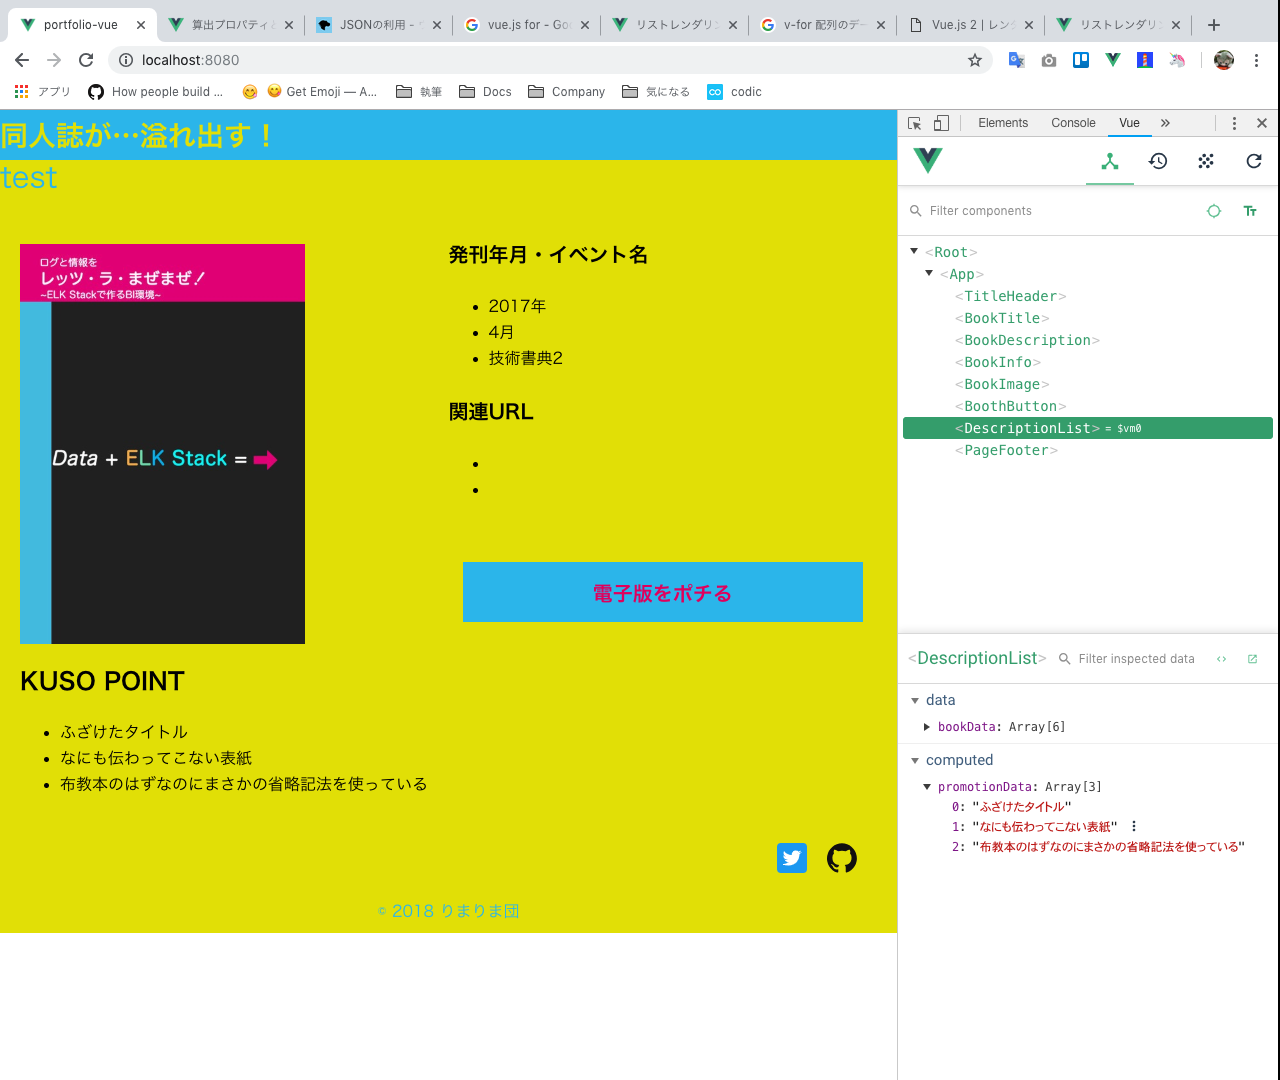 portfolio-vue
算出プロパティと
JSONの利用 -
vue.js for - Goo
リストレンダリン
v-for 配列のデー
Vue.js 2 | レンダ
リストレンダリン
localhost:8080
アプリ
How people build ...
Get Emoji — A...
執筆
Docs
Company
気になる
codic
同人誌が…溢れ出す！
test
ログと情報を
レッツ・ラ・まぜまぜ！
~ELK Stackで作るBI環境~
Data + ELK Stack =
発刊年月・イベント名
2017年
4月
技術書典2
関連URL
電子版をポチる
KUSO POINT
ふざけたタイトル
なにも伝わってこない表紙
布教本のはずなのにまさかの省略記法を使っている
© 2018 りまりま団
Elements
Console
Vue
»
Filter components
<Root>
<App>
<TitleHeader>
<BookTitle>
<BookDescription>
<BookInfo>
<BookImage>
<BoothButton>
<DescriptionList> = $vm0
<PageFooter>
<DescriptionList>
Filter inspected data
data
bookData: Array[6]
computed
promotionData: Array[3]
0: "ふざけたタイトル"
1: "なにも伝わってこない表紙"
2: "布教本のはずなのにまさかの省略記法を使っている"